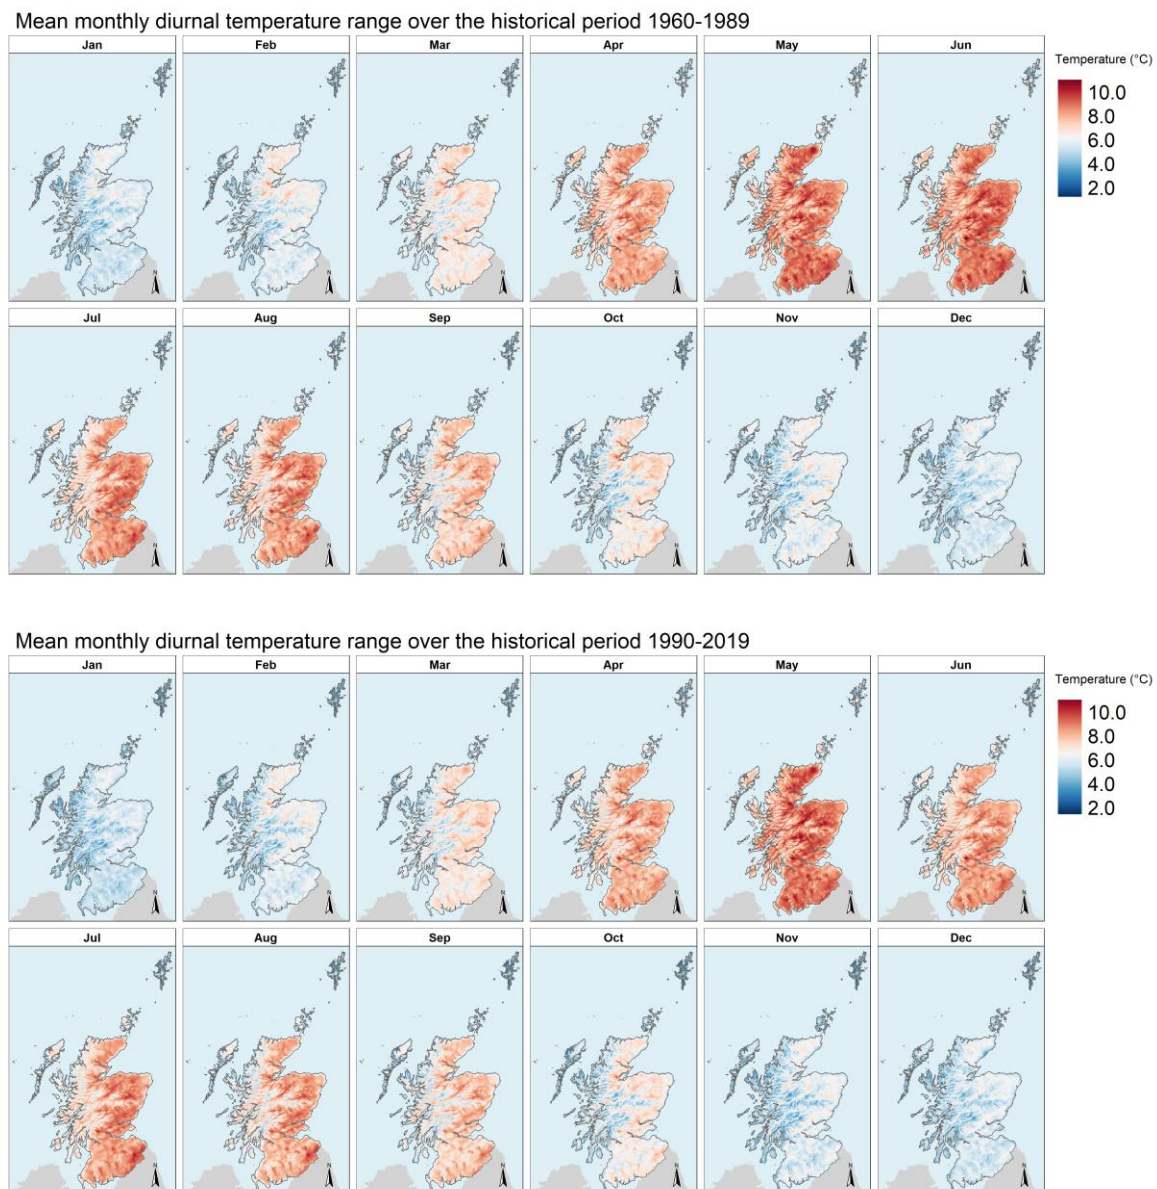 Mean monthly diurnal temperature range over the historical period 1960-1989
Jan Feb Mar Apr May Jun
Temperature (°C)
10.0
8.0
6.0
4.0
2.0
N N N N N N
Jul Aug Sep Oct Nov Dec
N N N N N N
Mean monthly diurnal temperature range over the historical period 1990-2019
Jan Feb Mar Apr May Jun
Temperature (°C)
10.0
8.0
6.0
4.0
2.0
N N N N N N
Jul Aug Sep Oct Nov Dec
N N N N N N